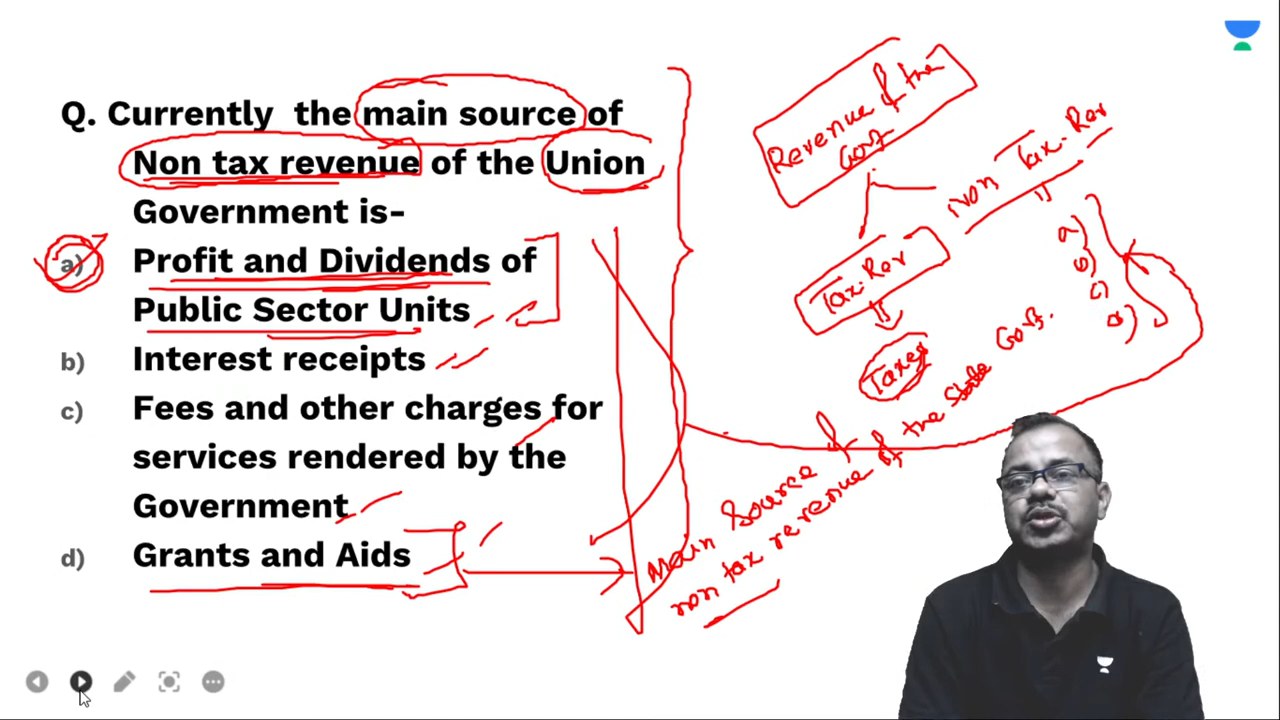 Q. Currently the main source of
Non tax revenue of the Union
Government is-
a) Profit and Dividends of
Public Sector Units
b) Interest receipts
c) Fees and other charges for
services rendered by the
Government
d) Grants and Aids
Revenue of the
Govt
Tax. Rev
Non Tax. Rev
Taxes
a)
b)
c)
d)
Main Source of
non tax revenue of the State Govt.